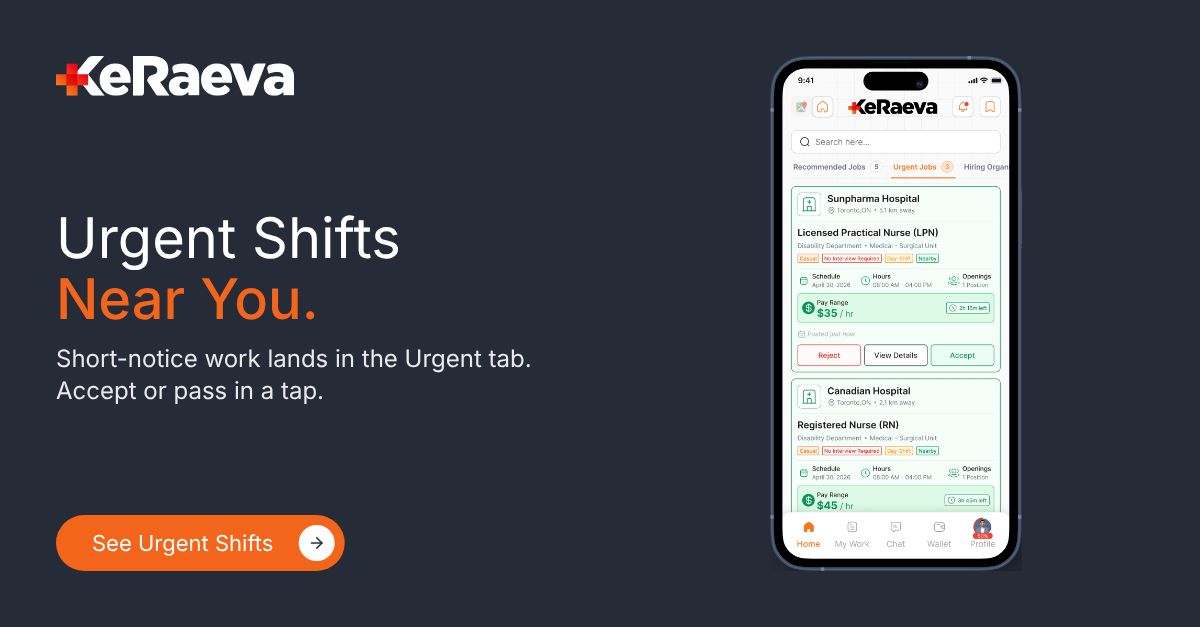 KeRaeva
Urgent Shifts
Near You.
Short-notice work lands in the Urgent tab.
Accept or pass in a tap.
See Urgent Shifts
9:41
KeRaeva
Search here...
Recommended Jobs 5 Urgent Jobs 3 Hiring Organ
Sunpharma Hospital
Toronto,ON • 5.1 km away
Licensed Practical Nurse (LPN)
Disability Department • Medical - Surgical Unit
Casual No Interview Required Day-Shift Nearby
Schedule Hours Openings
April 30, 2026 08:00 AM - 04:00 PM 1 Position
Pay Range
$35 / hr 2h 15m left
Posted just now
Reject View Details Accept
Canadian Hospital
Toronto,ON • 2.1 km away
Registered Nurse (RN)
Disability Department • Medical - Surgical Unit
Casual No Interview Required Day-Shift Nearby
Schedule Hours Openings
April 30, 2026 08:00 AM - 04:00 PM 1 Position
Pay Range
$45 / hr 3h 45m left
Home My Work Chat Wallet Profile